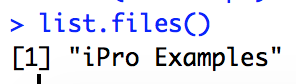 > list.files()
[1] "iPro Examples"